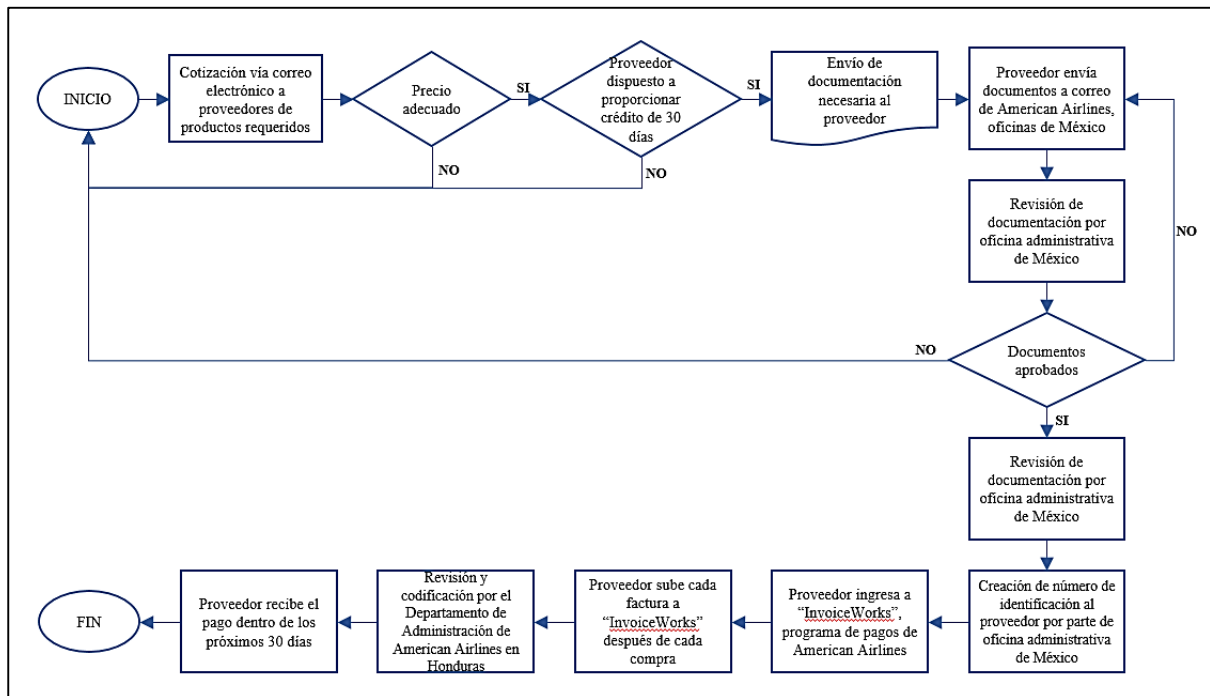 INICIO
Cotización vía correo
electrónico a
proveedores de
productos requeridos
Precio
adecuado
SI
NO
Proveedor
dispuesto a
proporcionar
crédito de 30
días
SI
NO
Envío de
documentación
necesaria al
proveedor
Proveedor envía
documentos a correo
de American Airlines,
oficinas de México
Revisión de
documentación por
oficina administrativa
de México
NO
Documentos
aprobados
NO
SI
Revisión de
documentación por
oficina administrativa
de México
Creación de número de
identificación al
proveedor por parte de
oficina administrativa
de México
Proveedor ingresa a
“InvoiceWorks”,
programa de pagos de
American Airlines
Proveedor sube cada
factura a
“InvoiceWorks”
después de cada
compra
Revisión y
codificación por el
Departamento de
Administración de
American Airlines en
Honduras
Proveedor recibe el
pago dentro de los
próximos 30 días
FIN